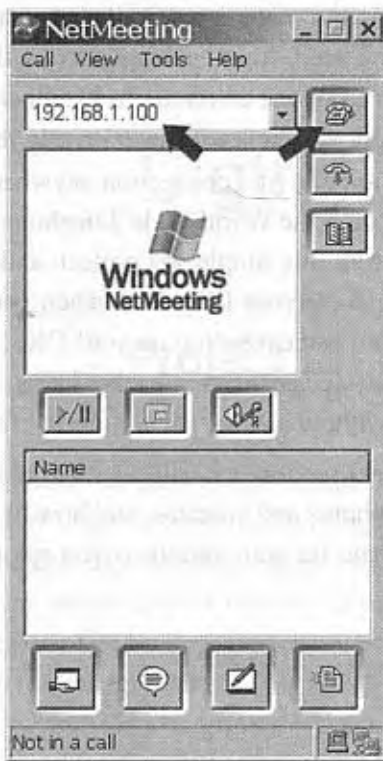 NetMeeting
Call View Tools Help
192.168.1.100
Windows
NetMeeting
Name
Not in a call